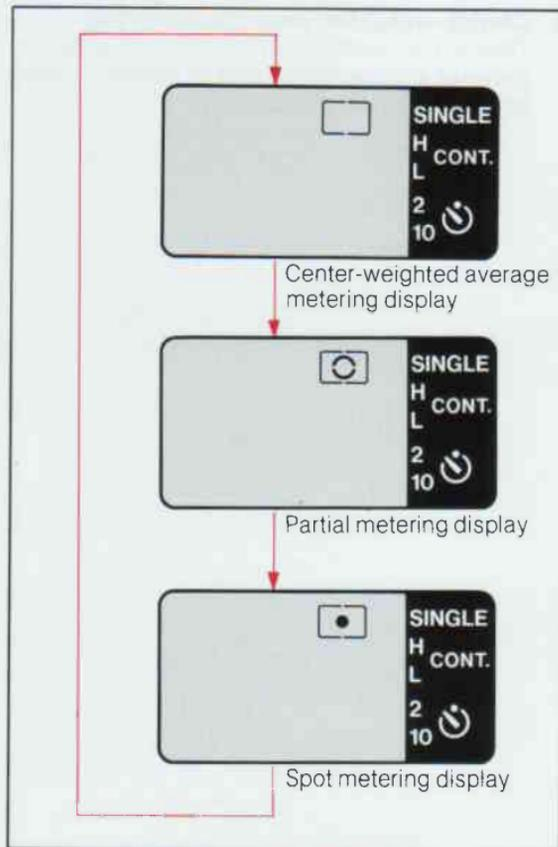 SINGLE
H
CONT.
L
2
10
Center-weighted average
metering display
SINGLE
H
CONT.
L
2
10
Partial metering display
SINGLE
H
CONT.
L
2
10
Spot metering display